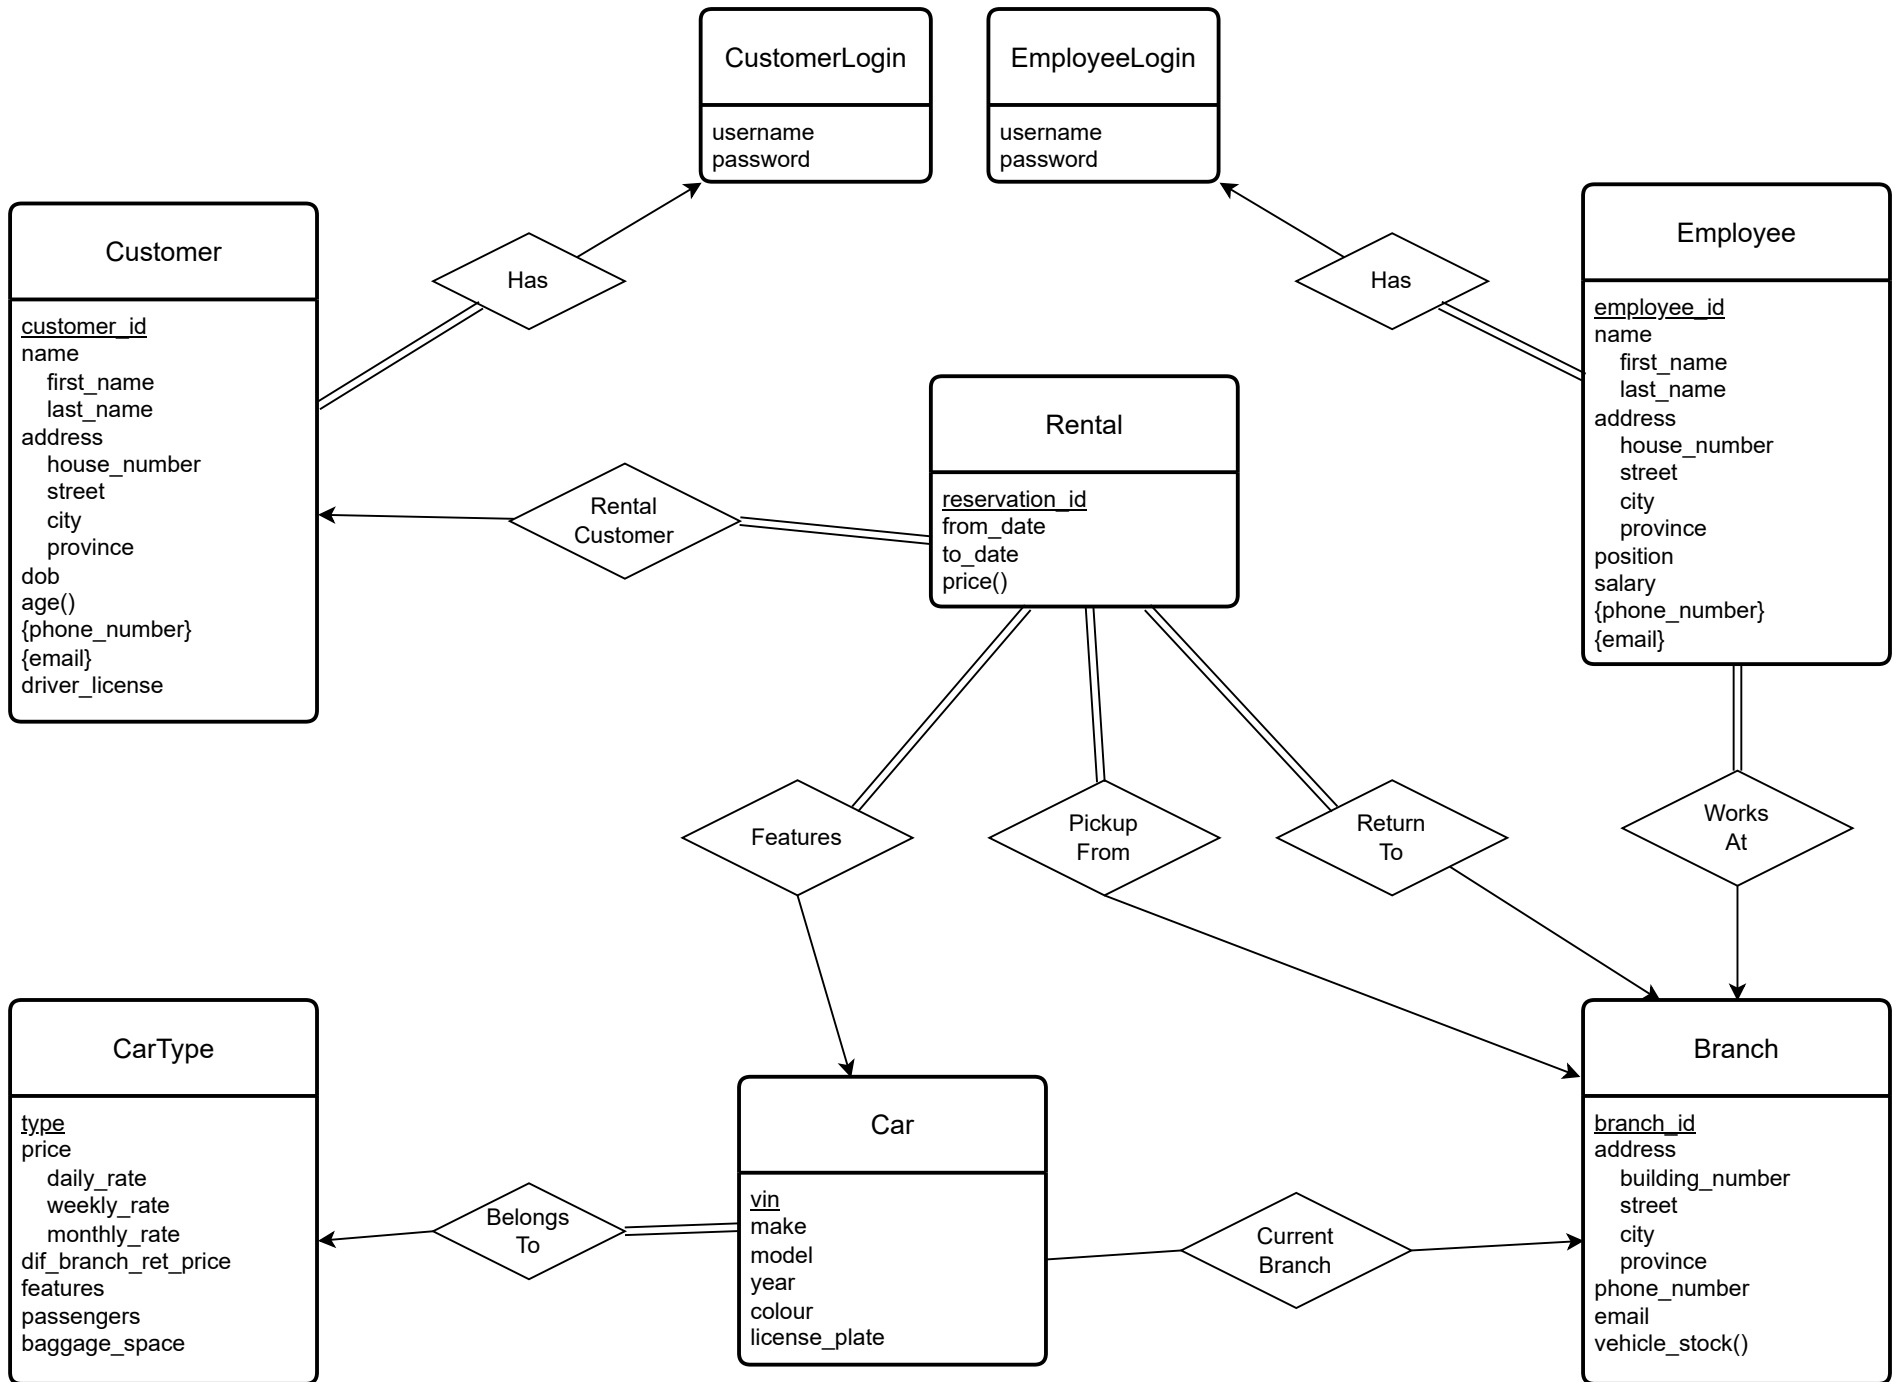 CustomerLogin
username
password
EmployeeLogin
username
password
Customer
customer_id
name
first_name
last_name
address
house_number
street
city
province
dob
age()
{phone_number}
{email}
driver_license
Has
Has
Employee
employee_id
name
first_name
last_name
address
house_number
street
city
province
position
salary
{phone_number}
{email}
Rental
Customer
Rental
reservation_id
from_date
to_date
price()
Features
Pickup
From
Return
To
Works
At
CarType
type
price
daily_rate
weekly_rate
monthly_rate
dif_branch_ret_price
features
passengers
baggage_space
Belongs
To
Car
vin
make
model
year
colour
license_plate
Current
Branch
Branch
branch_id
address
building_number
street
city
province
phone_number
email
vehicle_stock()